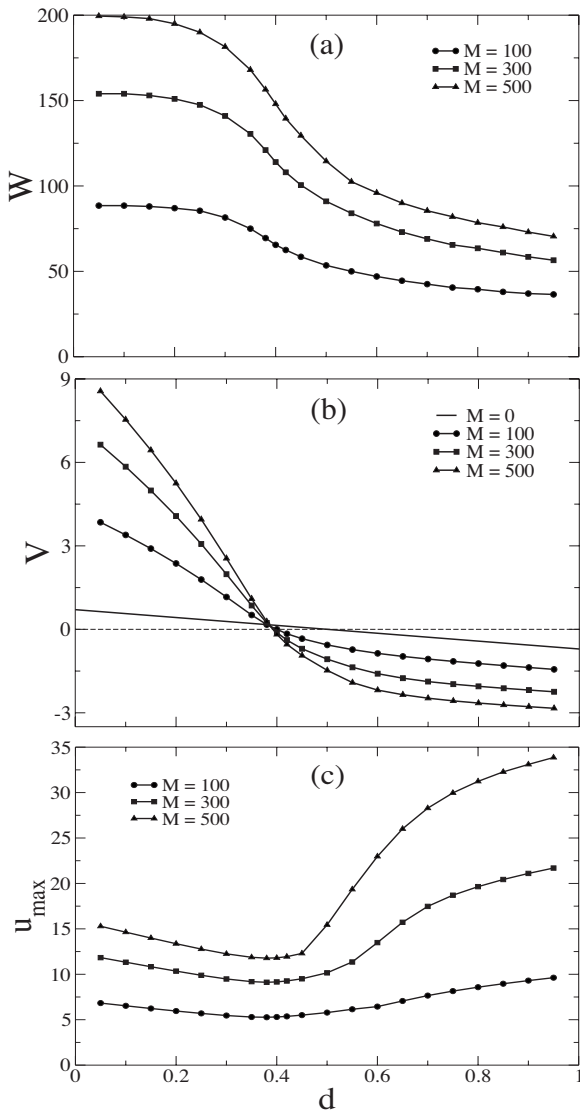 200
150
100
50
0
W
(a)
M = 100
M = 300
M = 500
9
6
3
0
-3
V
(b)
M = 0
M = 100
M = 300
M = 500
35
30
25
20
15
10
5
0
u_max
(c)
M = 100
M = 300
M = 500
0 0.2 0.4 0.6 0.8 1
d